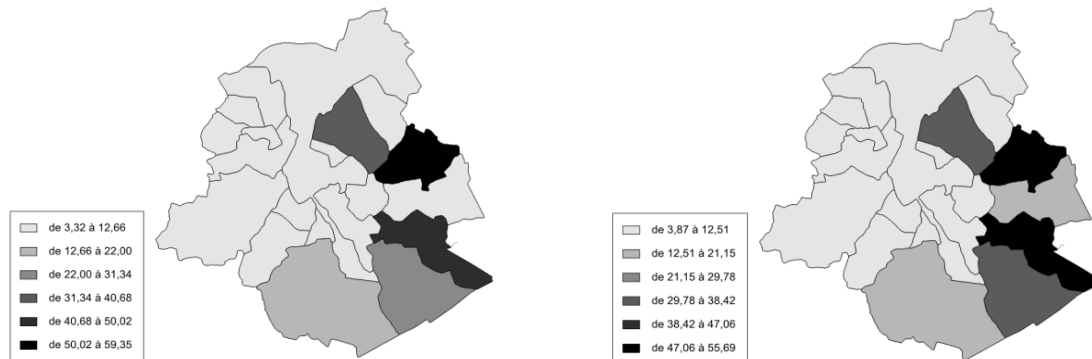 de 3,32 à 12,66
de 12,66 à 22,00
de 22,00 à 31,34
de 31,34 à 40,68
de 40,68 à 50,02
de 50,02 à 59,35
de 3,87 à 12,51
de 12,51 à 21,15
de 21,15 à 29,78
de 29,78 à 38,42
de 38,42 à 47,06
de 47,06 à 55,69